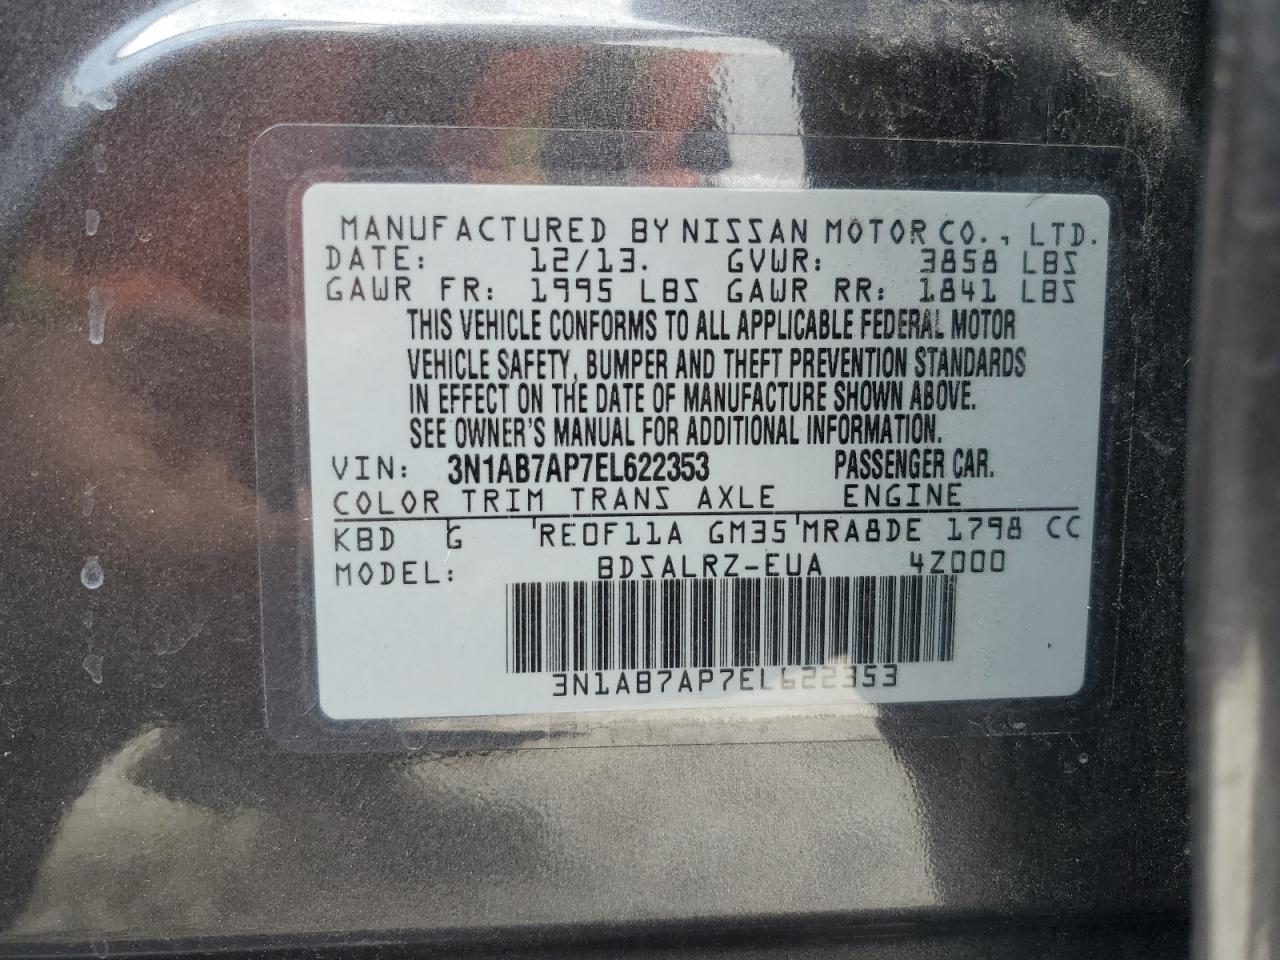 MANUFACTURED BY NISSAN MOTOR CO., LTD.
DATE: 12/13. GVWR: 3858 LBS
GAWR FR: 1995 LBS GAWR RR: 1841 LBS
THIS VEHICLE CONFORMS TO ALL APPLICABLE FEDERAL MOTOR
VEHICLE SAFETY, BUMPER AND THEFT PREVENTION STANDARDS
IN EFFECT ON THE DATE OF MANUFACTURE SHOWN ABOVE.
SEE OWNER'S MANUAL FOR ADDITIONAL INFORMATION.
VIN: 3N1AB7AP7EL622353 PASSENGER CAR.
COLOR TRIM TRANS AXLE ENGINE
KBD G RE0F11A GM35 MRA8DE 1798 CC
MODEL: BDSALRZ-EUA 4Z000
3N1AB7AP7EL622353